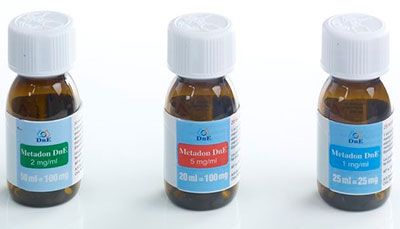 DnE
Metadon DnE
2 mg/ml
50 ml = 100 mg
DnE
Metadon DnE
5 mg/ml
20 ml = 100 mg
DnE
Metadon DnE
1 mg/ml
25 ml = 25 mg